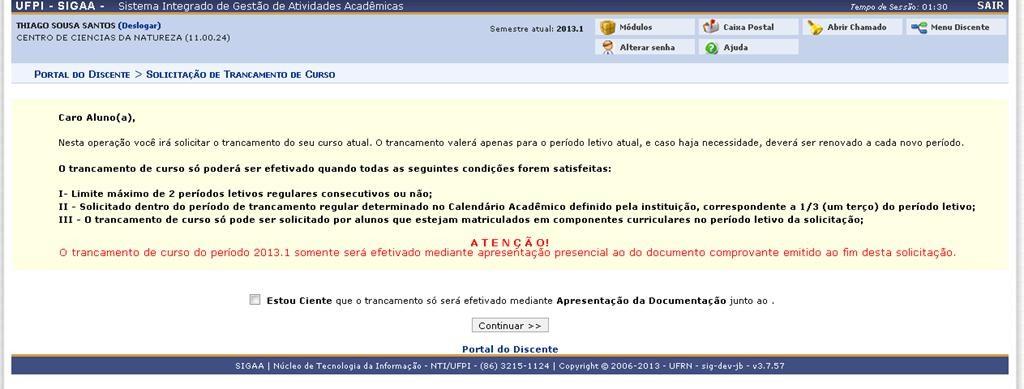 UFPI - SIGAA - Sistema Integrado de Gestão de Atividades Acadêmicas
Tempo de Sessão: 01:30 SAIR
THIAGO SOUSA SANTOS (Deslogar)
CENTRO DE CIENCIAS DA NATUREZA (11.00.24)
Semestre atual: 2013.1
Módulos Caixa Postal Abrir Chamado Menu Discente
Alterar senha Ajuda
PORTAL DO DISCENTE > SOLICITAÇÃO DE TRANCAMENTO DE CURSO
Caro Aluno(a),
Nesta operação você irá solicitar o trancamento do seu curso atual. O trancamento valerá apenas para o período letivo atual, e caso haja necessidade, deverá ser renovado a cada novo período.
O trancamento de curso só poderá ser efetivado quando todas as seguintes condições forem satisfeitas:
I- Limite máximo de 2 períodos letivos regulares consecutivos ou não;
II - Solicitado dentro do período de trancamento regular determinado no Calendário Acadêmico definido pela instituição, correspondente a 1/3 (um terço) do período letivo;
III - O trancamento de curso só pode ser solicitado por alunos que estejam matriculados em componentes curriculares no período letivo da solicitação;
A T E N Ç Ã O!
O trancamento de curso do período 2013.1 somente será efetivado mediante apresentação presencial ao do documento comprovante emitido ao fim desta solicitação.
Estou Ciente que o trancamento só será efetivado mediante Apresentação da Documentação junto ao .
Continuar >>
Portal do Discente
SIGAA | Núcleo de Tecnologia da Informação - NTI/UFPI - (86) 3215-1124 | Copyright © 2006-2013 - UFRN - sig-dev-jb - v3.7.57